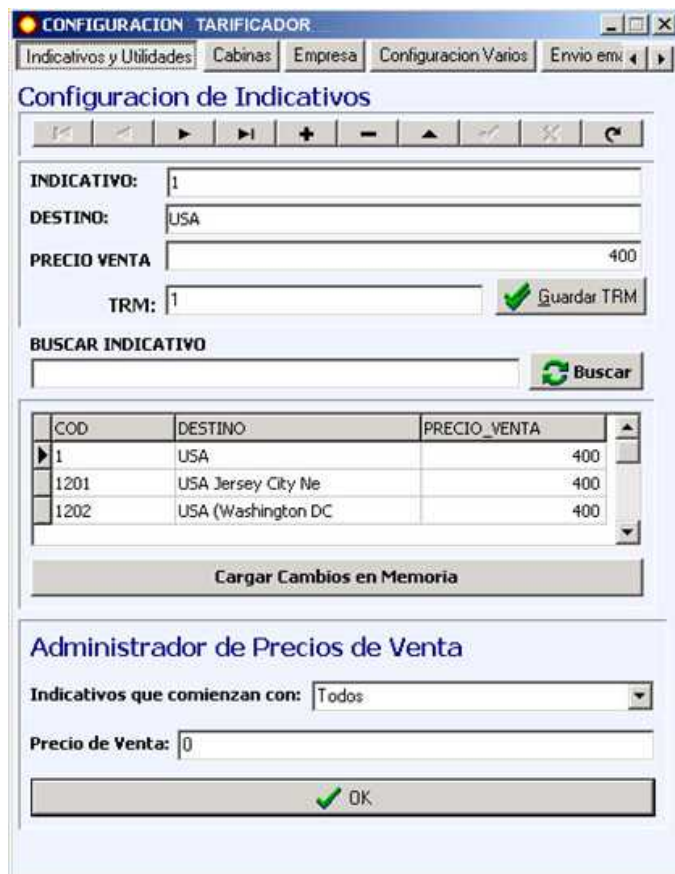 CONFIGURACION TARIFICADOR
Indicativos y Utilidades Cabinas Empresa Configuracion Varios Envio
Configuracion de Indicativos
INDICATIVO: 1
DESTINO: USA
PRECIO VENTA 400
TRM: 1 Guardar TRM
BUSCAR INDICATIVO
Buscar
COD DESTINO PRECIO_VENTA
1 USA 400
1201 USA Jersey City Ne 400
1202 USA (Washington DC 400
Cargar Cambios en Memoria
Administrador de Precios de Venta
Indicativos que comienzan con: Todos
Precio de Venta: 0
OK